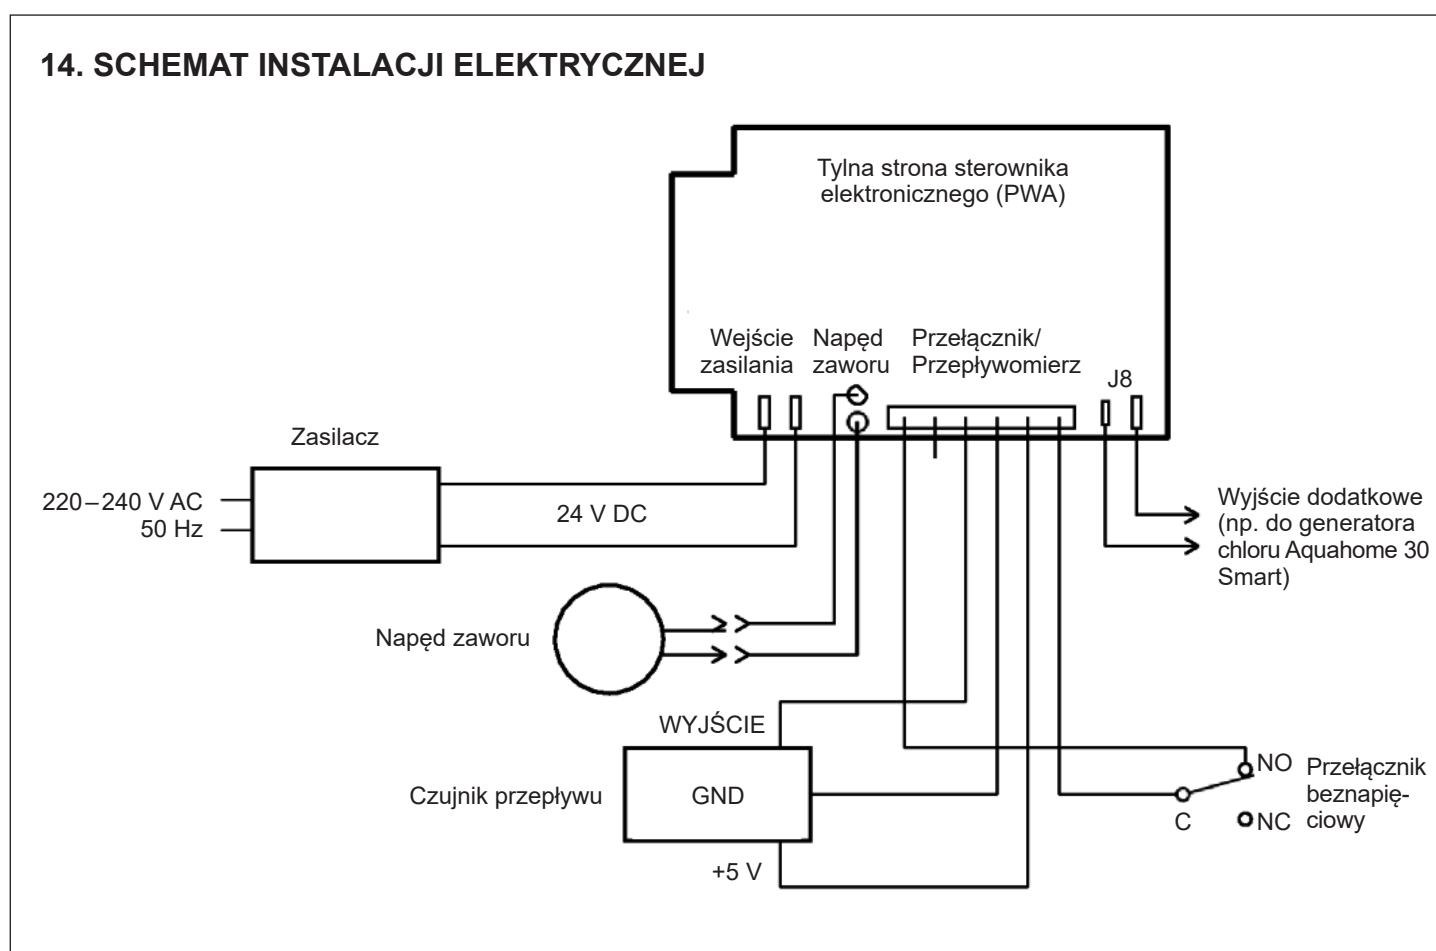 14. SCHEMAT INSTALACJI ELEKTRYCZNEJ
Tylna strona sterownika
elektronicznego (PWA)
Wejście
zasilania
Napęd
zaworu
Przełącznik/
Przepływomierz
J8
Zasilacz
220–240 V AC
50 Hz
24 V DC
Wyjście dodatkowe
(np. do generatora
chloru Aquahome 30
Smart)
Napęd zaworu
WYJŚCIE
Czujnik przepływu
GND
+5 V
NO
C
NC
Przełącznik
beznapię-
ciowy